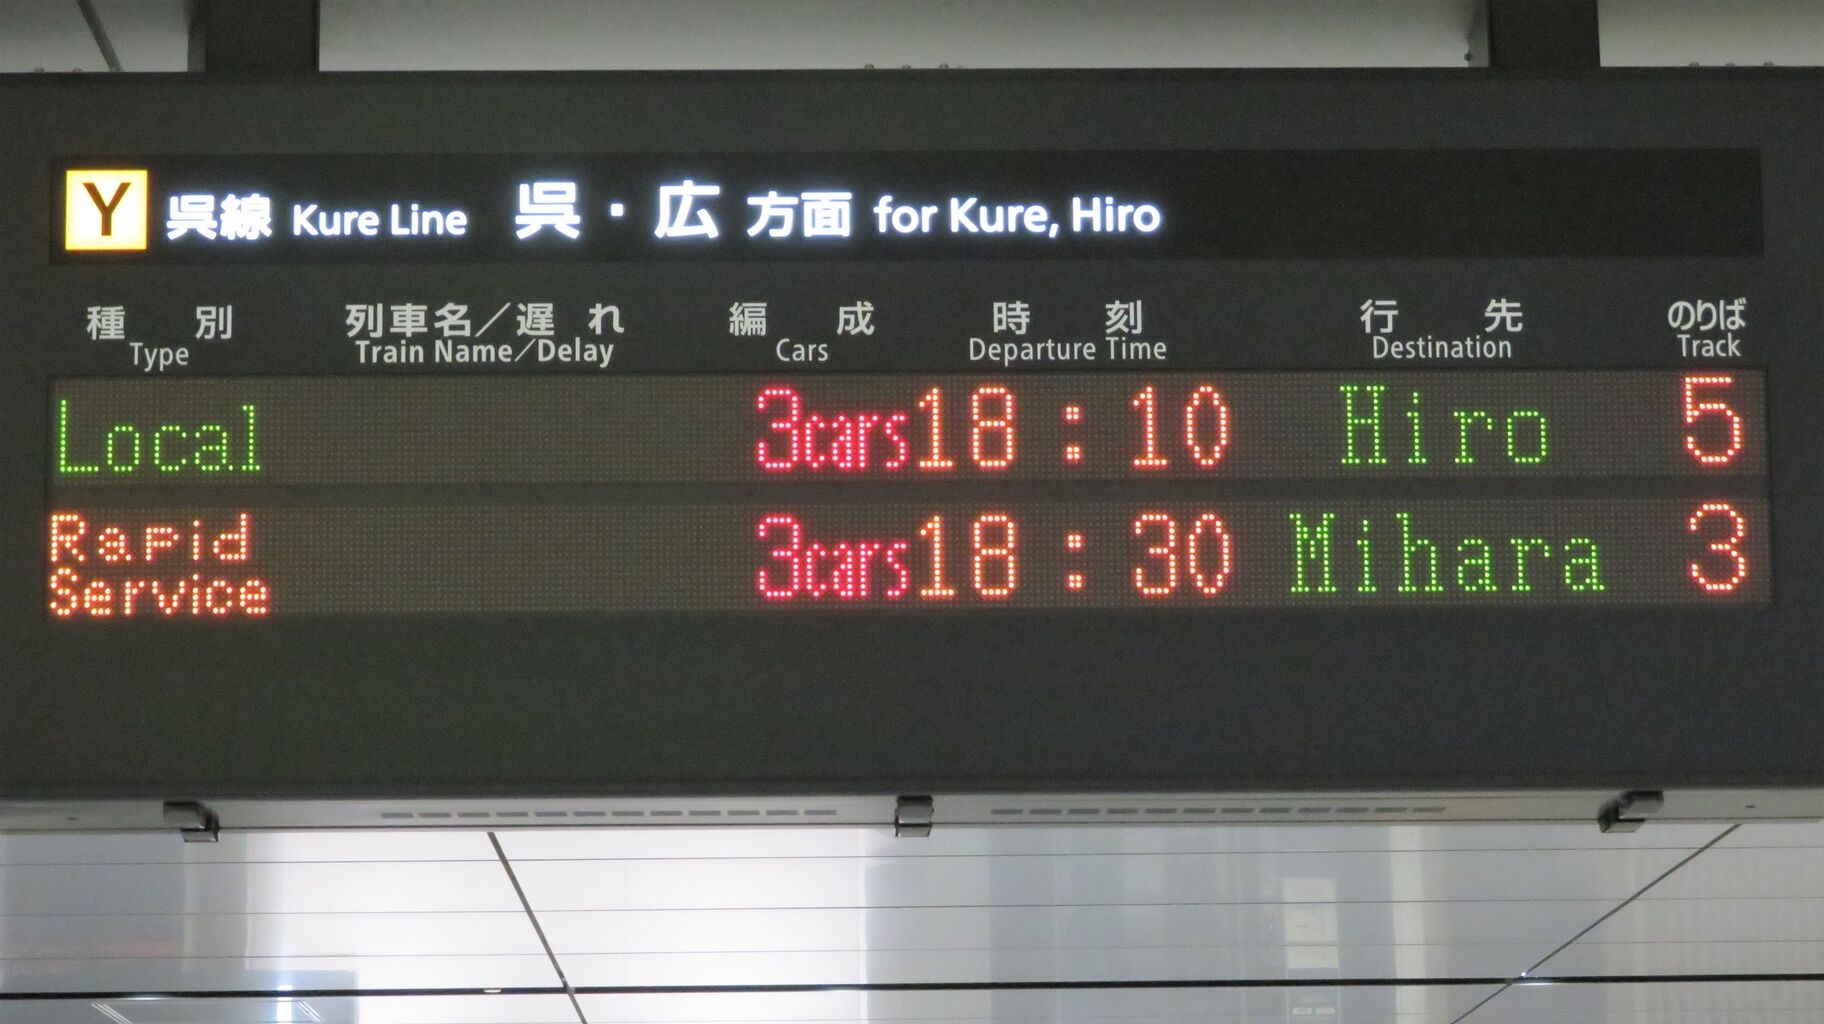 Y 呉線 Kure Line 呉・広 方面 for Kure, Hiro
種別 列車名／遅れ 編成 時刻 行先 のりば
Type Train Name／Delay Cars Departure Time Destination Track
Local 3cars 18:10 Hiro 5
Rapid Service 3cars 18:30 Mihara 3